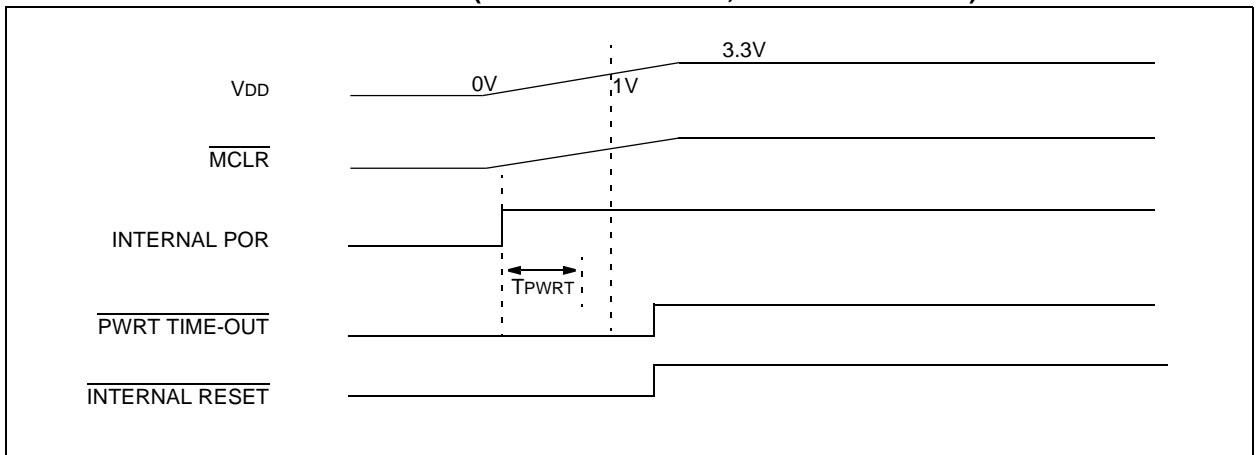 3.3V
VDD 0V 1V
MCLR
INTERNAL POR
TPWRT
PWRT TIME-OUT
INTERNAL RESET